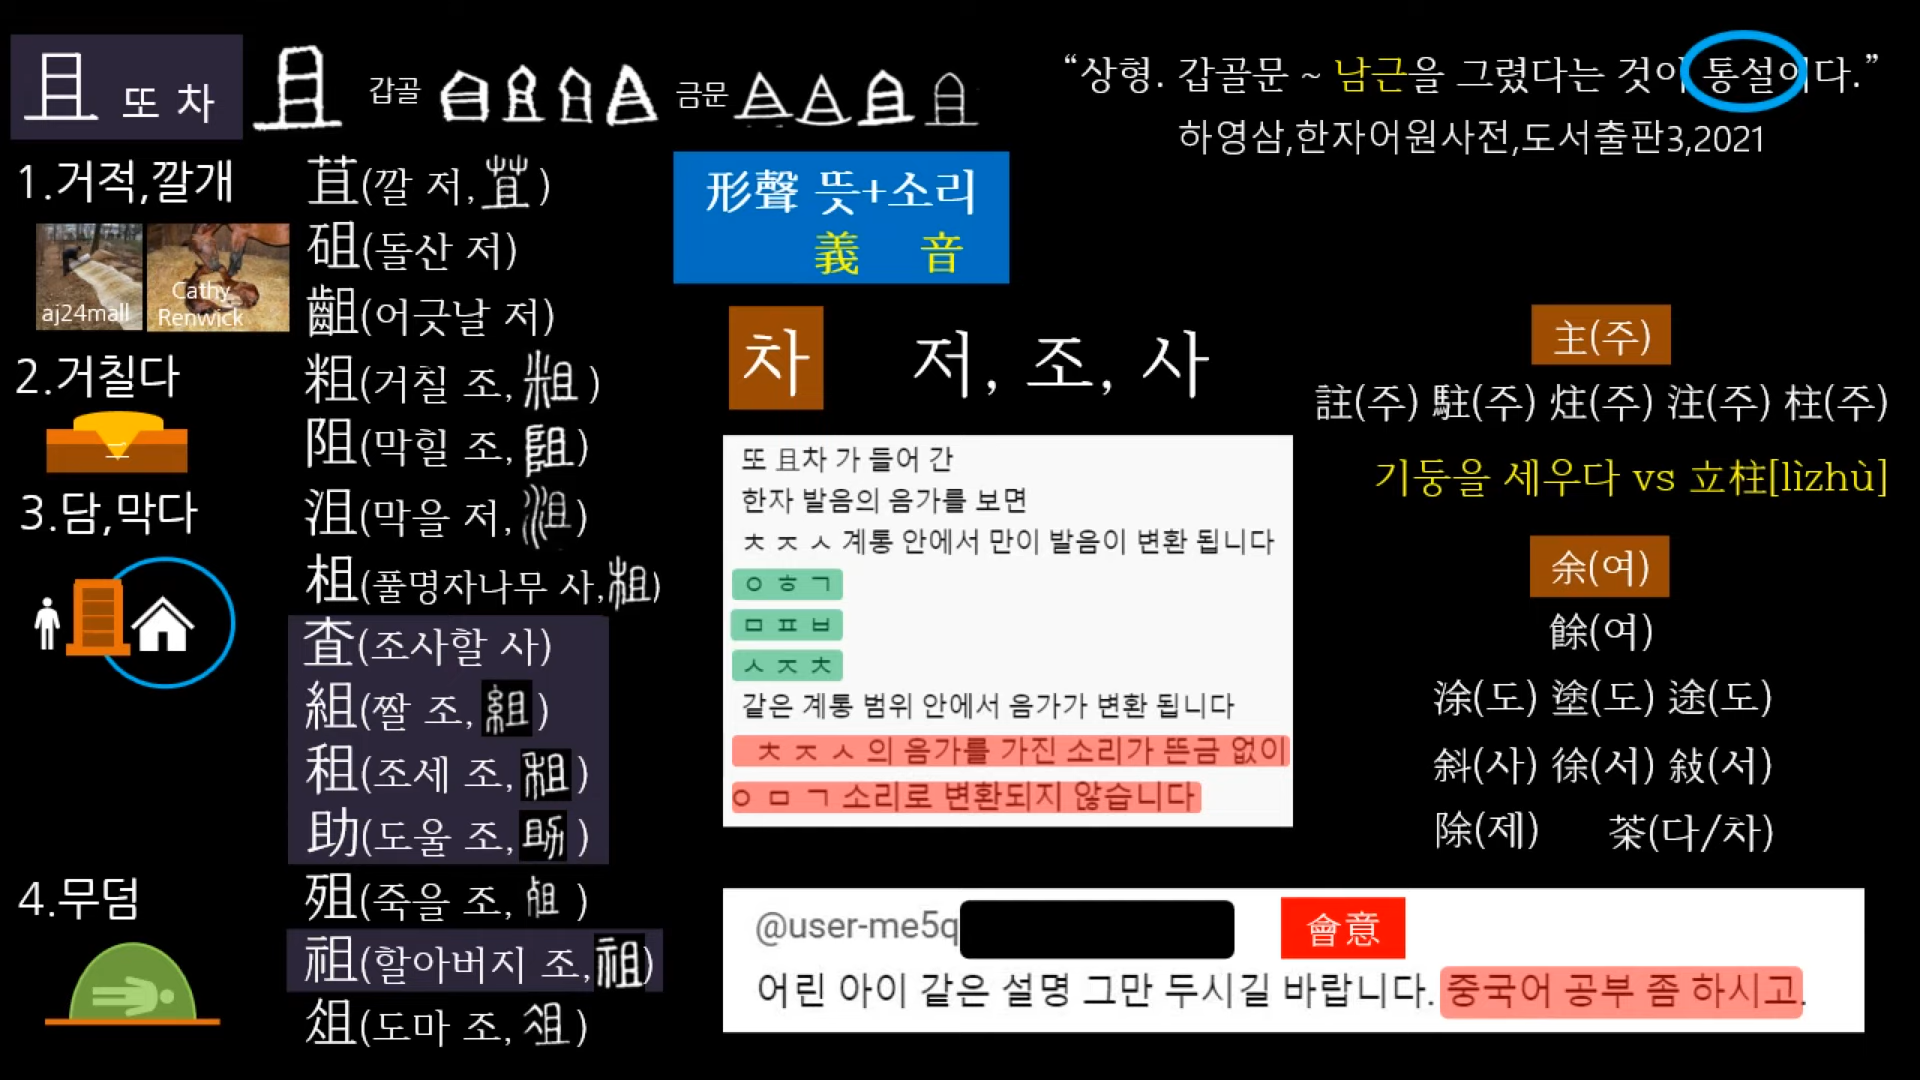 且 또 차
且 갑골 금문
“상형. 갑골문 ~ 남근을 그렸다는 것이 통설이다.”
하영삼,한자어원사전,도서출판3,2021
1.거적,깔개
aj24mall
Cathy Renwick
2.거칠다
3.담,막다
4.무덤
苴(깔 저, )
砠(돌산 저)
齟(어긋날 저)
粗(거칠 조, )
阻(막힐 조, )
沮(막을 저, )
柤(풀명자나무 사, )
査(조사할 사)
組(짤 조, )
租(조세 조, )
助(도울 조, )
殂(죽을 조, )
祖(할아버지 조, )
俎(도마 조, )
形聲 뜻+소리
義 音
차 저, 조, 사
또 且차 가 들어 간
한자 발음의 음가를 보면
ㅊ ㅈ ㅅ 계통 안에서 만이 발음이 변환 됩니다
ㅇ ㅎ ㄱ
ㅁ ㅍ ㅂ
ㅅ ㅈ ㅊ
같은 계통 범위 안에서 음가가 변환 됩니다
ㅊ ㅈ ㅅ 의 음가를 가진 소리가 뜬금 없이
ㅇ ㅁ ㄱ 소리로 변환되지 않습니다
主(주)
註(주) 駐(주) 炷(주) 注(주) 柱(주)
기둥을 세우다 vs 立柱[lìzhù]
余(여)
餘(여)
涂(도) 塗(도) 途(도)
斜(사) 徐(서) 敍(서)
除(제) 茶(다/차)
@user-me5q
會意
어린 아이 같은 설명 그만 두시길 바랍니다. 중국어 공부 좀 하시고.